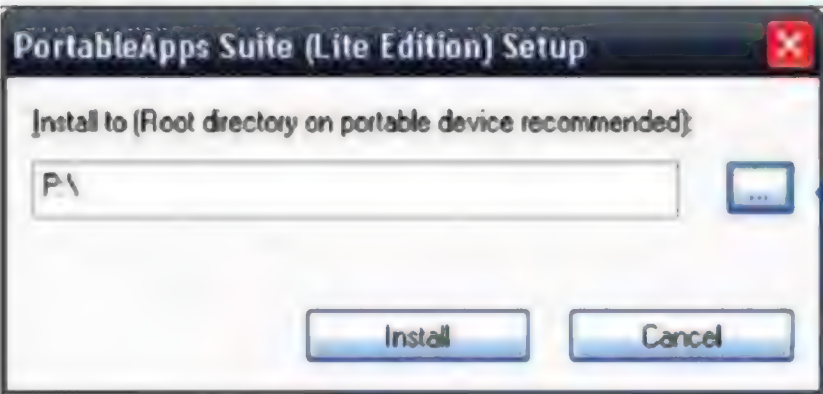 PortableApps Suite (Lite Edition) Setup
Install to (Root directory on portable device recommended):
P:\
...
Install
Cancel